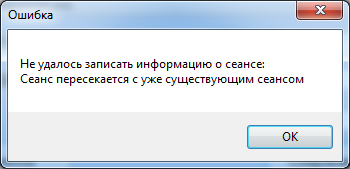 Ошибка
Не удалось записать информацию о сеансе:
Сеанс пересекается с уже существующим сеансом
OK